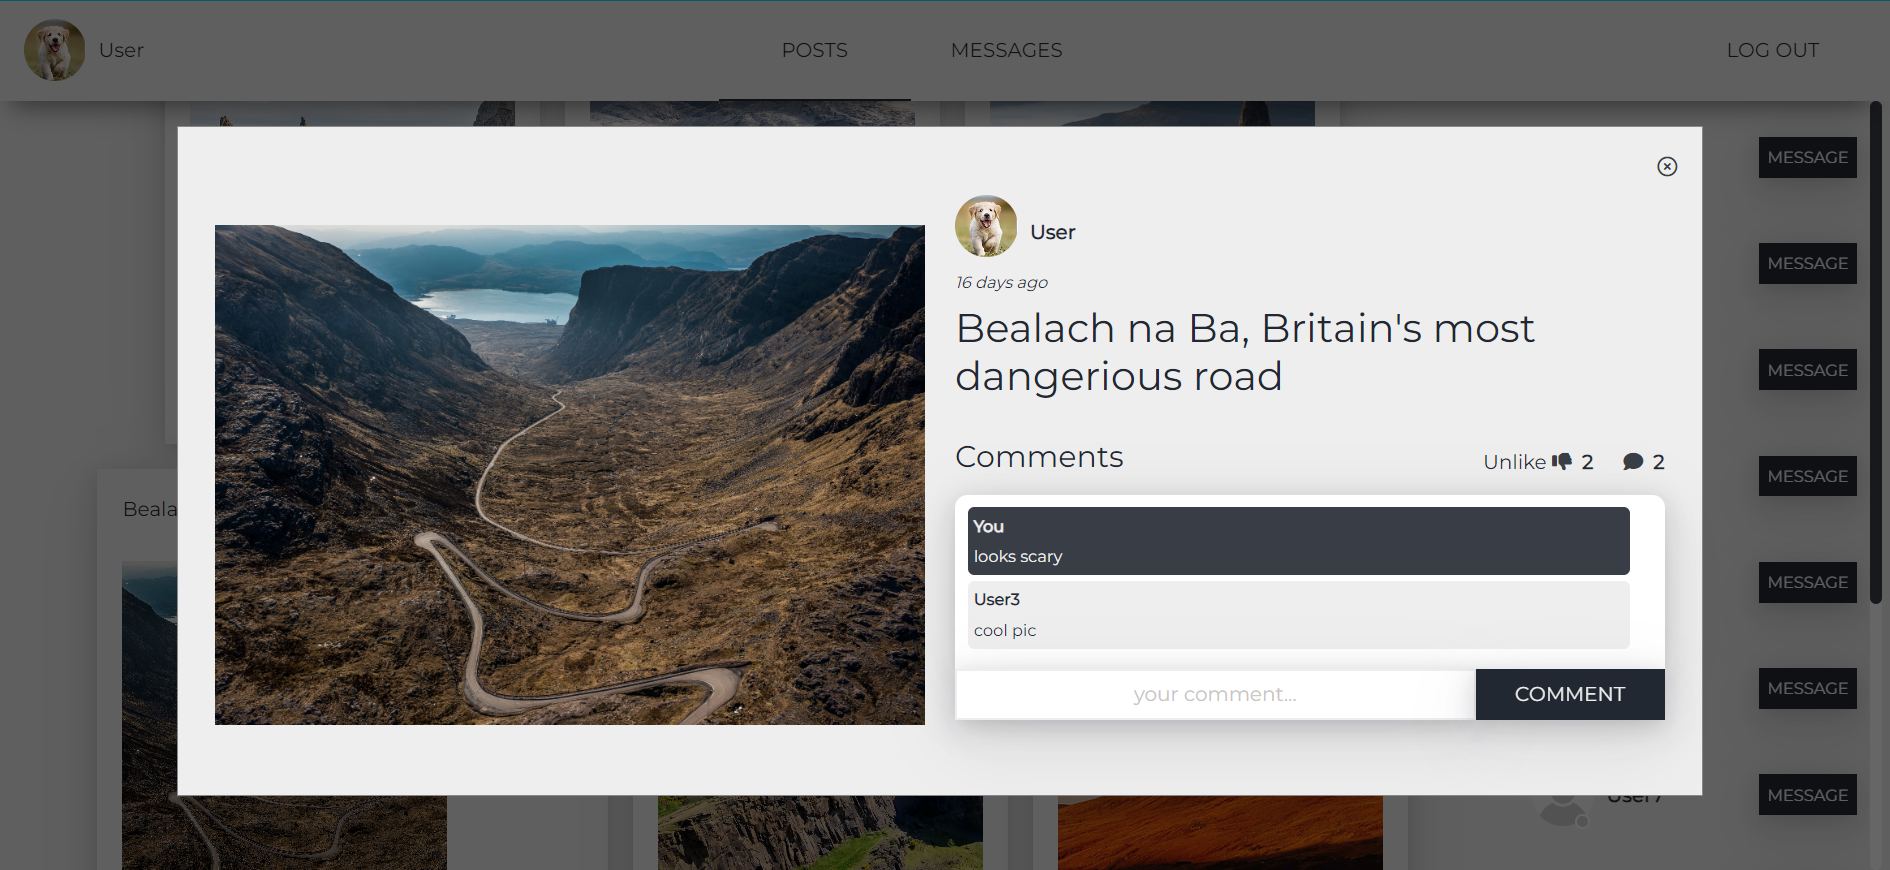 User
POSTS
MESSAGES
LOG OUT
MESSAGE
MESSAGE
MESSAGE
MESSAGE
MESSAGE
MESSAGE
MESSAGE
User
16 days ago
Bealach na Ba, Britain's most
dangerious road
Comments
Unlike 2 2
You
looks scary
User3
cool pic
your comment...
COMMENT
Beala
User7